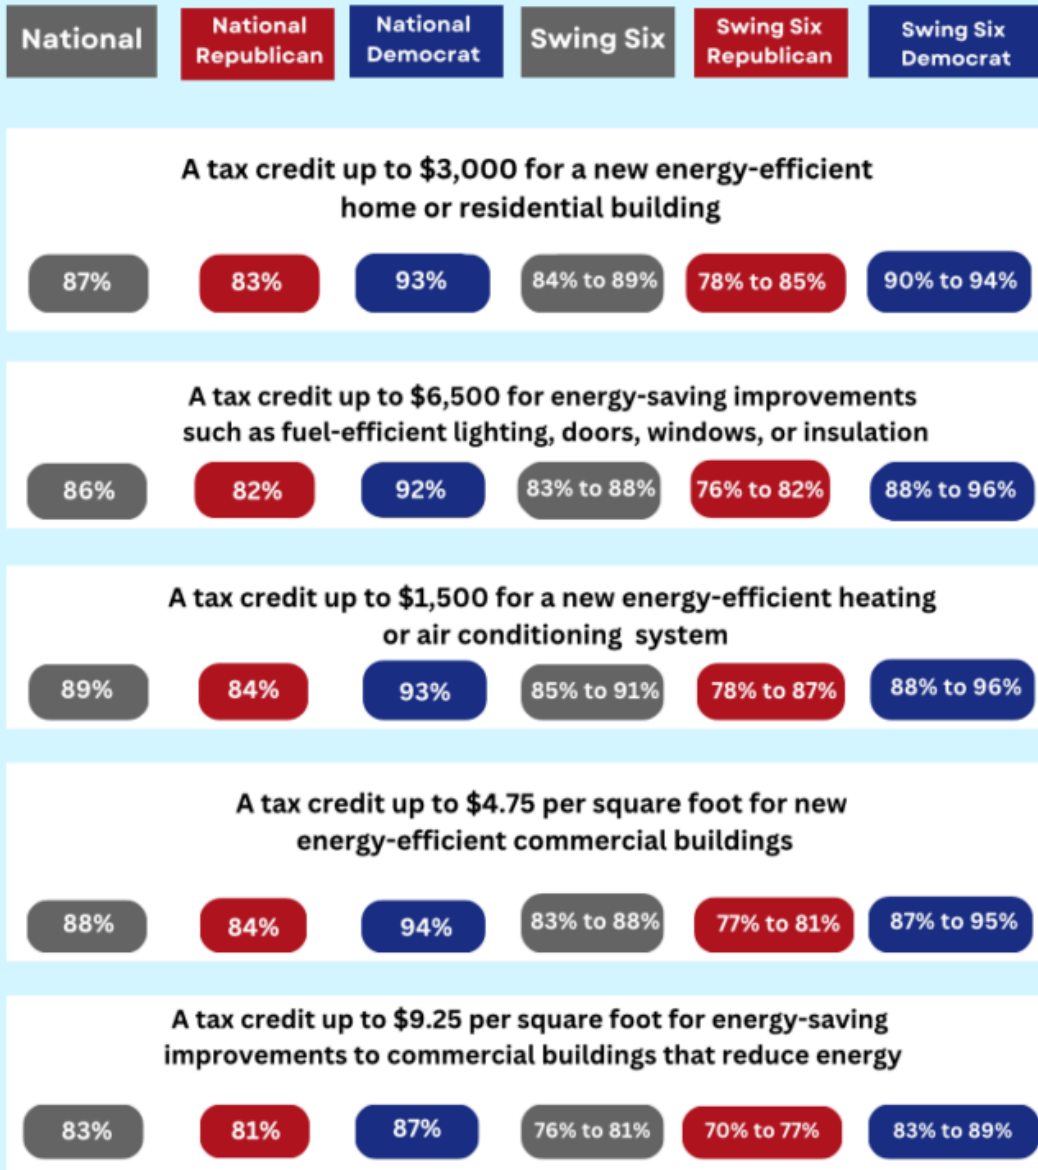 National
National Republican
National Democrat
Swing Six
Swing Six Republican
Swing Six Democrat
A tax credit up to $3,000 for a new energy-efficient
home or residential building
87% 83% 93% 84% to 89% 78% to 85% 90% to 94%
A tax credit up to $6,500 for energy-saving improvements
such as fuel-efficient lighting, doors, windows, or insulation
86% 82% 92% 83% to 88% 76% to 82% 88% to 96%
A tax credit up to $1,500 for a new energy-efficient heating
or air conditioning system
89% 84% 93% 85% to 91% 78% to 87% 88% to 96%
A tax credit up to $4.75 per square foot for new
energy-efficient commercial buildings
88% 84% 94% 83% to 88% 77% to 81% 87% to 95%
A tax credit up to $9.25 per square foot for energy-saving
improvements to commercial buildings that reduce energy
83% 81% 87% 76% to 81% 70% to 77% 83% to 89%